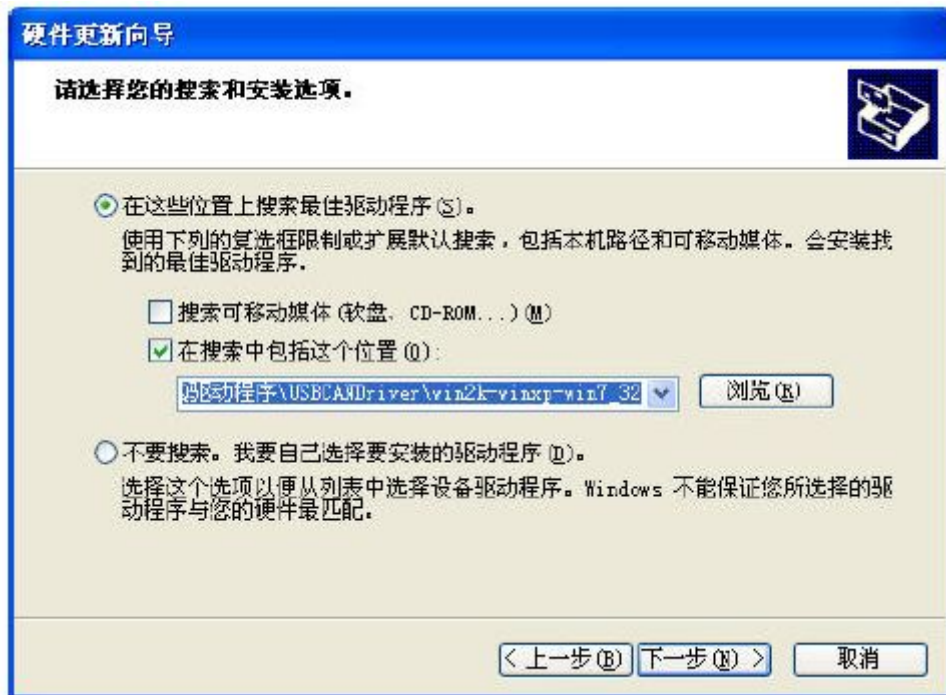 硬件更新向导
请选择您的搜索和安装选项。
在这些位置上搜索最佳驱动程序(S)。
使用下列的复选框限制或扩展默认搜索，包括本机路径和可移动媒体。会安装找
到的最佳驱动程序。
搜索可移动媒体(软盘、CD-ROM...)(M)
在搜索中包括这个位置(O):
驱动程序\USBCANDriver\win2k-winxp-win7_32
浏览(R)
不要搜索。我要自己选择要安装的驱动程序(D)。
选择这个选项以便从列表中选择设备驱动程序。Windows 不能保证您所选择的驱
动程序与您的硬件最匹配。
< 上一步(B) 下一步(N) > 取消